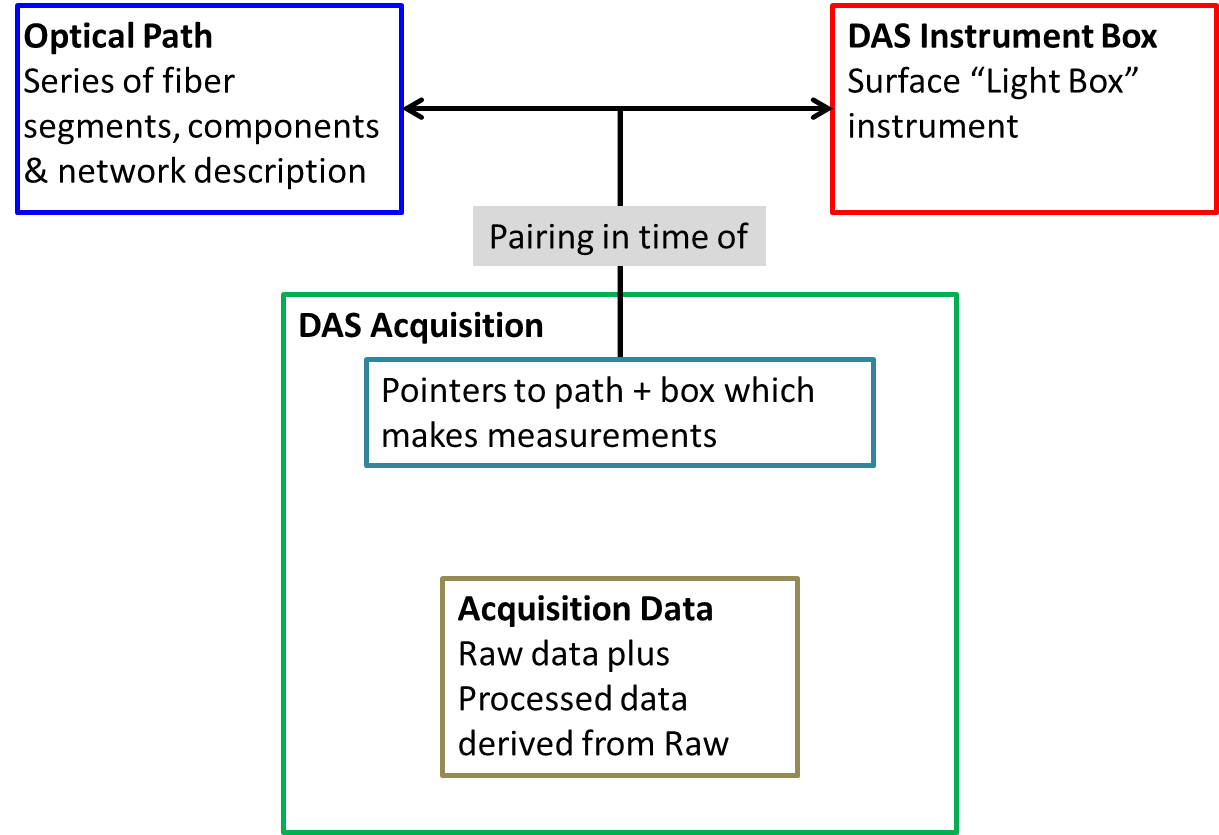 Optical Path
Series of fiber
segments, components
& network description
DAS Instrument Box
Surface “Light Box”
instrument
Pairing in time of
DAS Acquisition
Pointers to path + box which
makes measurements
Acquisition Data
Raw data plus
Processed data
derived from Raw